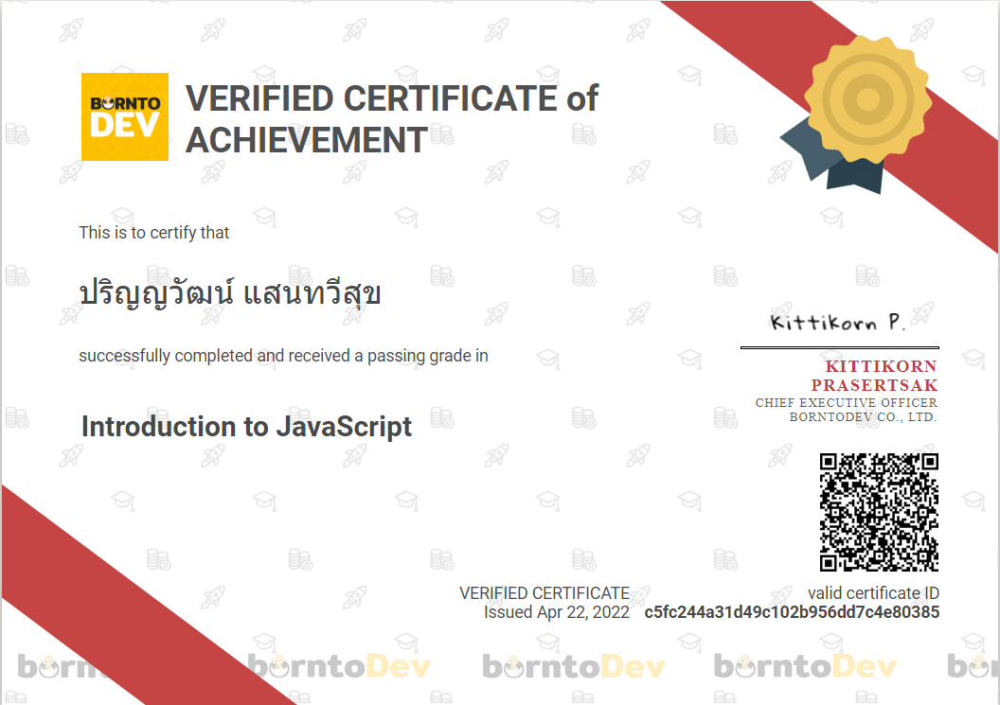 BORNTO
DEV
VERIFIED CERTIFICATE of
ACHIEVEMENT
This is to certify that
ปริญญวัฒน์ แสนทวีสุข
successfully completed and received a passing grade in
Introduction to JavaScript
Kittikorn P.
KITTIKORN
PRASERTSAK
CHIEF EXECUTIVE OFFICER
BORNTODEV CO., LTD.
VERIFIED CERTIFICATE
Issued Apr 22, 2022
valid certificate ID
c5fc244a31d49c102b956dd7c4e80385
borntoDev borntoDev borntoDev